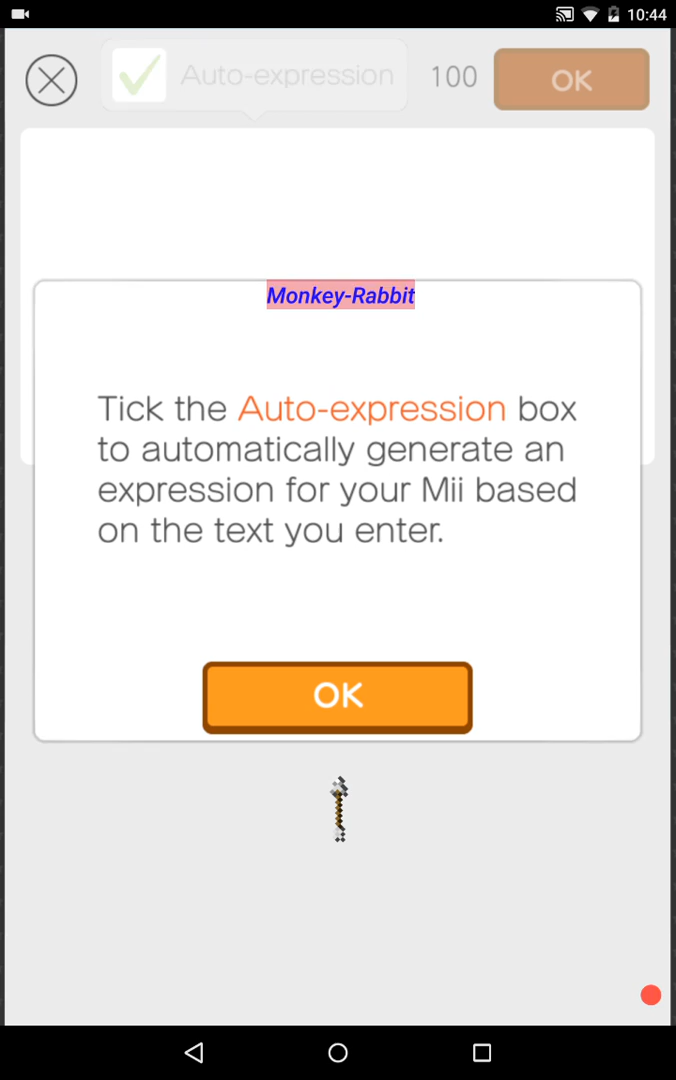 10:44
Auto-expression
100
OK
Monkey-Rabbit
Tick the Auto-expression box
to automatically generate an
expression for your Mii based
on the text you enter.
OK